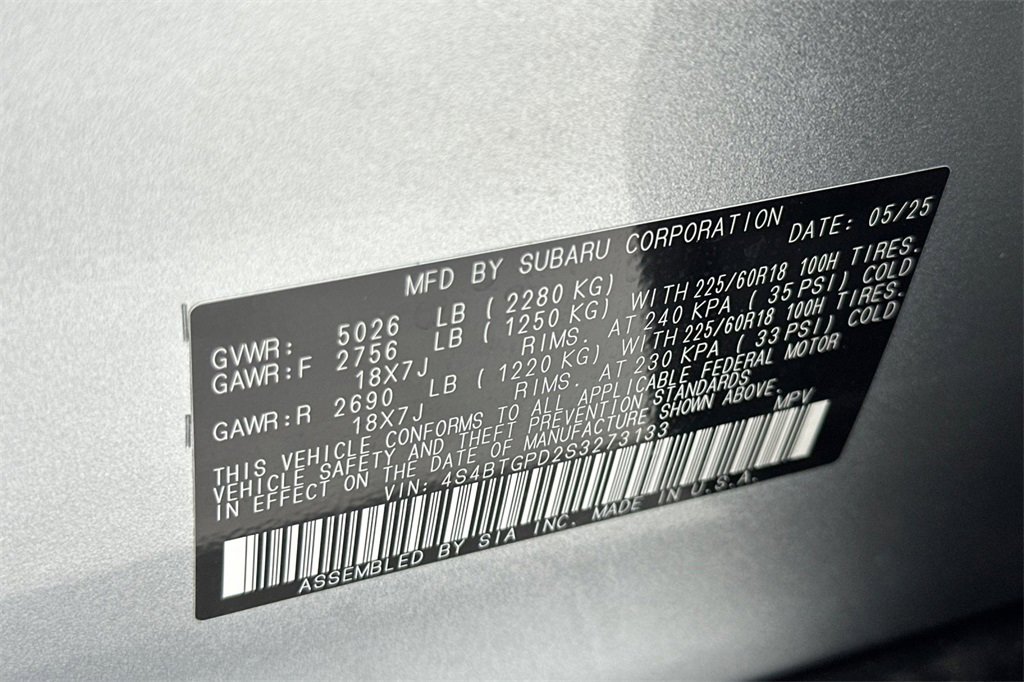 MFD BY SUBARU CORPORATION DATE: 05/25
GVWR: 5026 LB ( 2280 KG)
GAWR:F 2756 LB ( 1250 KG) WITH 225/60R18 100H TIRES.
18X7J RIMS. AT 240 KPA ( 35 PSI) COLD
GAWR:R 2690 LB ( 1220 KG) WITH 225/60R18 100H TIRES.
18X7J RIMS. AT 230 KPA ( 33 PSI) COLD
THIS VEHICLE CONFORMS TO ALL APPLICABLE FEDERAL MOTOR
VEHICLE SAFETY AND THEFT PREVENTION STANDARDS
IN EFFECT ON THE DATE OF MANUFACTURE SHOWN ABOVE.
VIN: 4S4BTGPD2S3273133 MPV
ASSEMBLED BY SIA INC. MADE IN U.S.A.